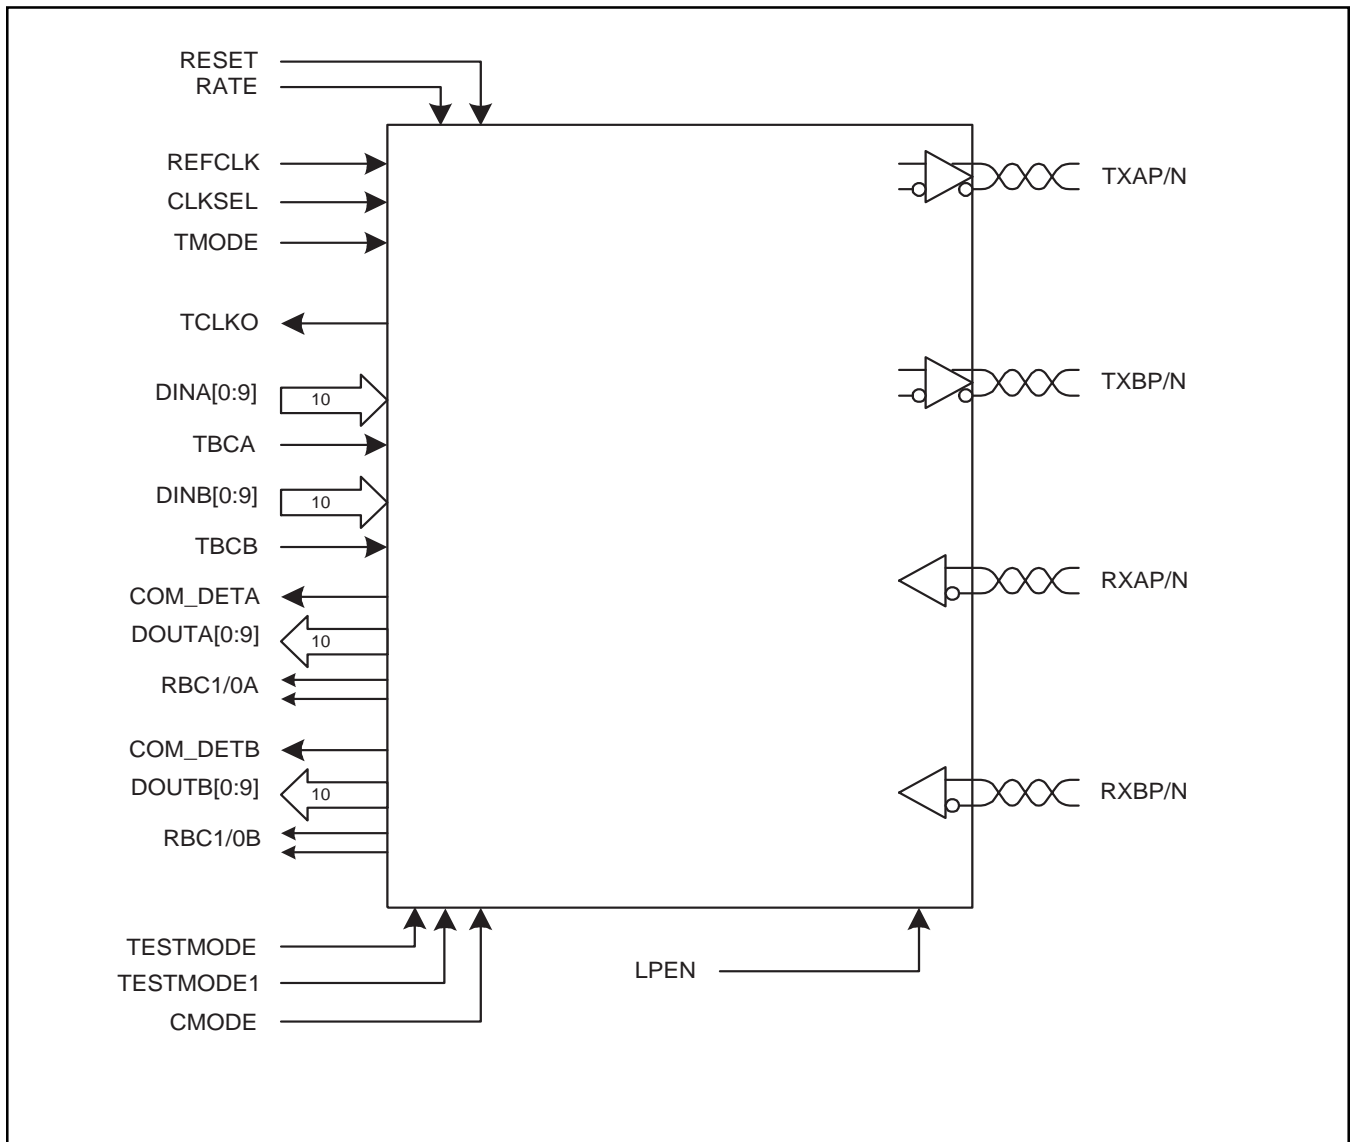 RESET
RATE
REFCLK
CLKSEL
TMODE
TCLKO
DINA[0:9]
10
TBCA
DINB[0:9]
10
TBCB
COM_DETA
DOUTA[0:9]
10
RBC1/0A
COM_DETB
DOUTB[0:9]
10
RBC1/0B
TESTMODE
TESTMODE1
CMODE
LPEN
TXAP/N
TXBP/N
RXAP/N
RXBP/N